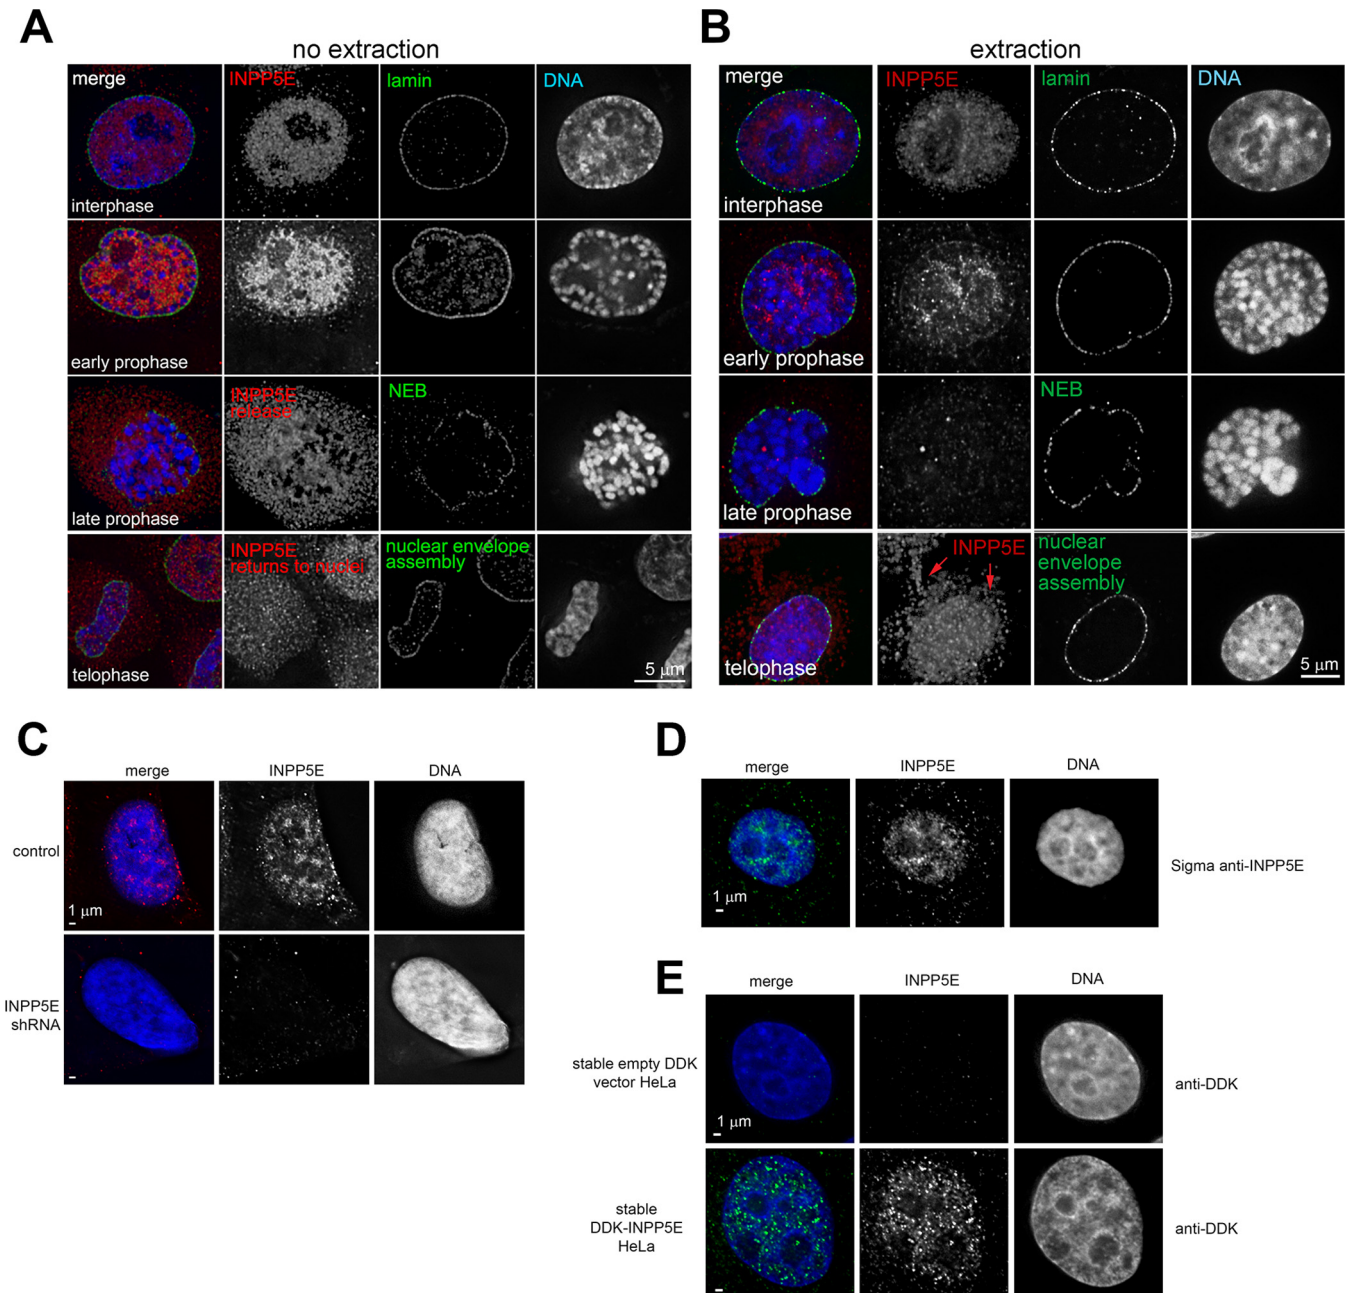 A
no extraction
merge
INPP5E
lamin
DNA
interphase
early prophase
INPP5E
release
NEB
late prophase
INPP5E
returns to nuclei
nuclear envelope
assembly
telophase
5 μm
B
extraction
merge
INPP5E
lamin
DNA
interphase
early prophase
NEB
late prophase
INPP5E
nuclear
envelope
assembly
telophase
5 μm
C
merge
INPP5E
DNA
control
1 μm
INPP5E
shRNA
D
merge
INPP5E
DNA
1 μm
Sigma anti-INPP5E
E
merge
INPP5E
DNA
stable empty DDK
vector HeLa
1 μm
anti-DDK
stable
DDK-INPP5E
HeLa
anti-DDK